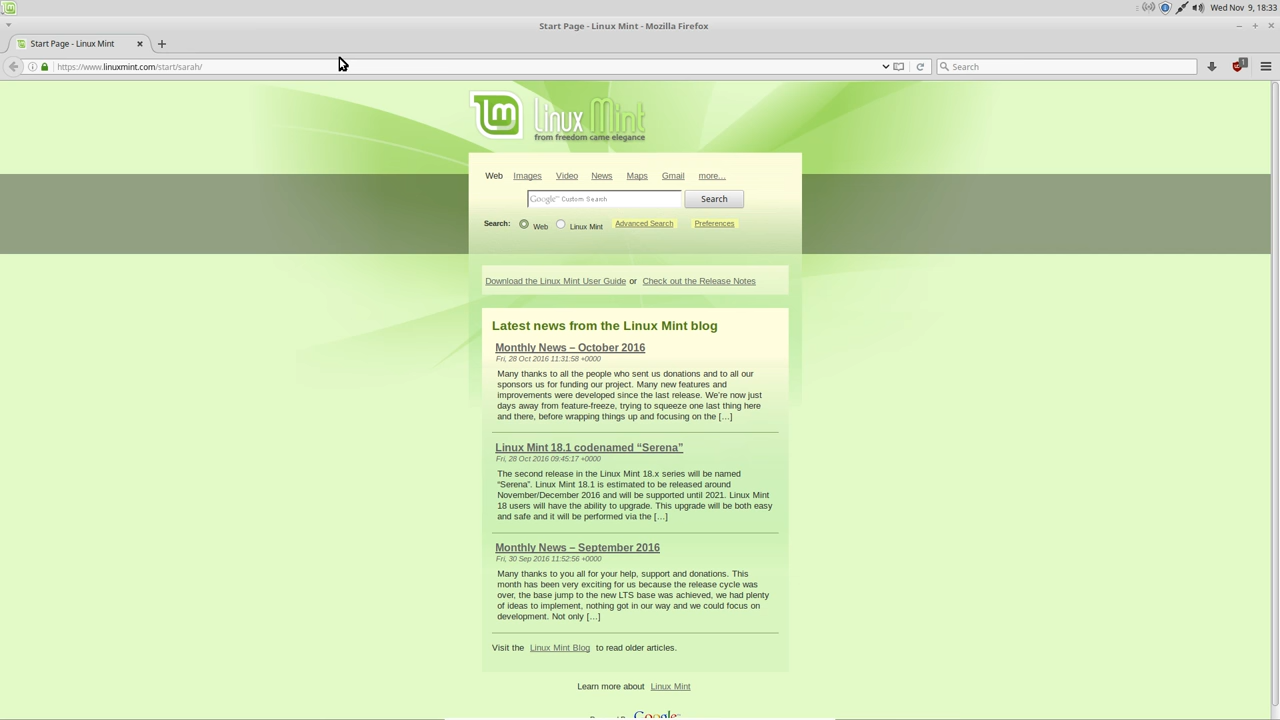 Wed Nov 9, 18:33
Start Page - Linux Mint - Mozilla Firefox
Start Page - Linux Mint
https://www.linuxmint.com/start/sarah/
Search
1
Linux Mint
from freedom came elegance
Web Images Video News Maps Gmail more...
Google™ Custom Search Search
Search: Web Linux Mint Advanced Search Preferences
Download the Linux Mint User Guide or Check out the Release Notes
Latest news from the Linux Mint blog
Monthly News – October 2016
Fri, 28 Oct 2016 11:31:58 +0000
Many thanks to all the people who sent us donations and to all our
sponsors us for funding our project. Many new features and
improvements were developed since the last release. We're now just
days away from feature-freeze, trying to squeeze one last thing here
and there, before wrapping things up and focusing on the […]
Linux Mint 18.1 codenamed “Serena”
Fri, 28 Oct 2016 09:45:17 +0000
The second release in the Linux Mint 18.x series will be named
“Serena”. Linux Mint 18.1 is estimated to be released around
November/December 2016 and will be supported until 2021. Linux Mint
18 users will have the ability to upgrade. This upgrade will be both easy
and safe and it will be performed via the […]
Monthly News – September 2016
Fri, 30 Sep 2016 11:52:56 +0000
Many thanks to you all for your help, support and donations. This
month has been very exciting for us because the release cycle was
over, the base jump to the new LTS base was achieved, we had plenty
of ideas to implement, nothing got in our way and we could focus on
development. Not only […]
Visit the Linux Mint Blog to read older articles.
Learn more about Linux Mint
Google